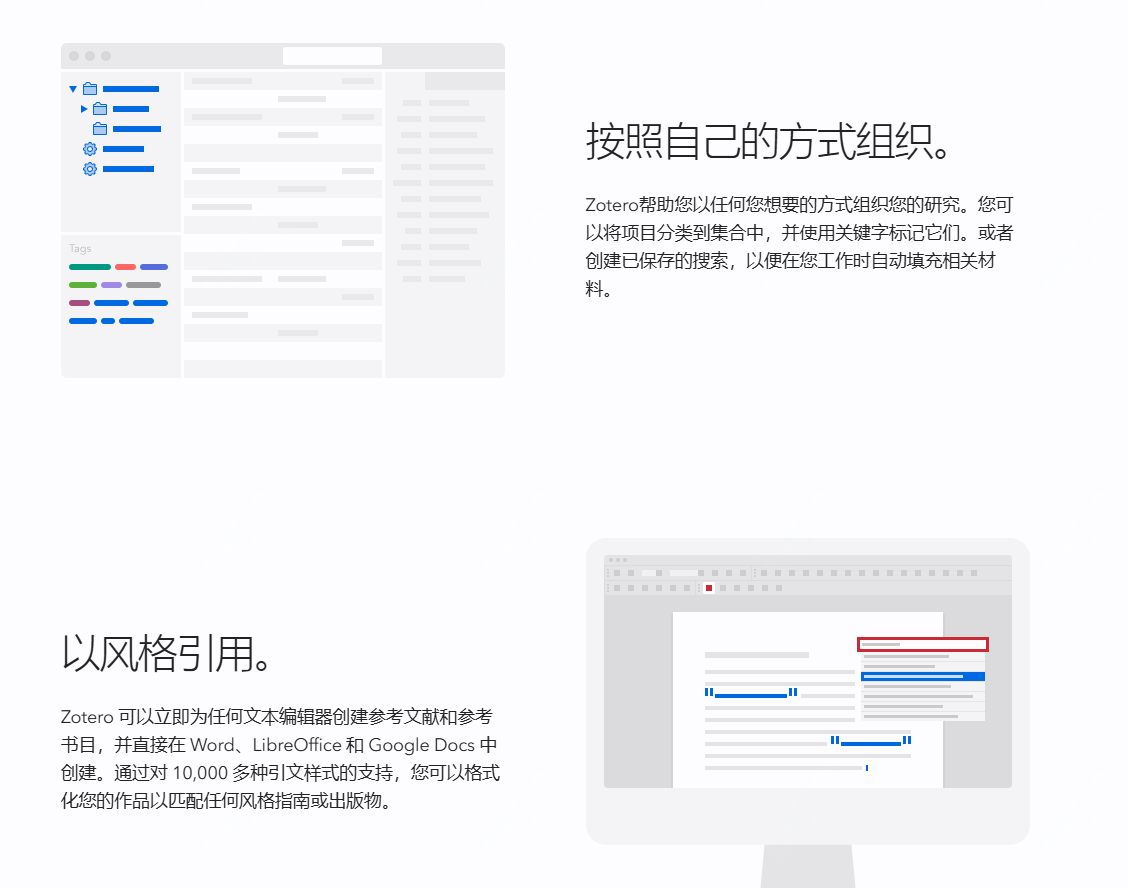 Tags
按照自己的方式组织。
Zotero帮助您以任何您想要的方式组织您的研究。您可
以将项目分类到集合中，并使用关键字标记它们。或者
创建已保存的搜索，以便在您工作时自动填充相关材
料。
以风格引用。
Zotero 可以立即为任何文本编辑器创建参考文献和参考
书目，并直接在 Word、LibreOffice 和 Google Docs 中
创建。通过对 10,000 多种引文样式的支持，您可以格式
化您的作品以匹配任何风格指南或出版物。